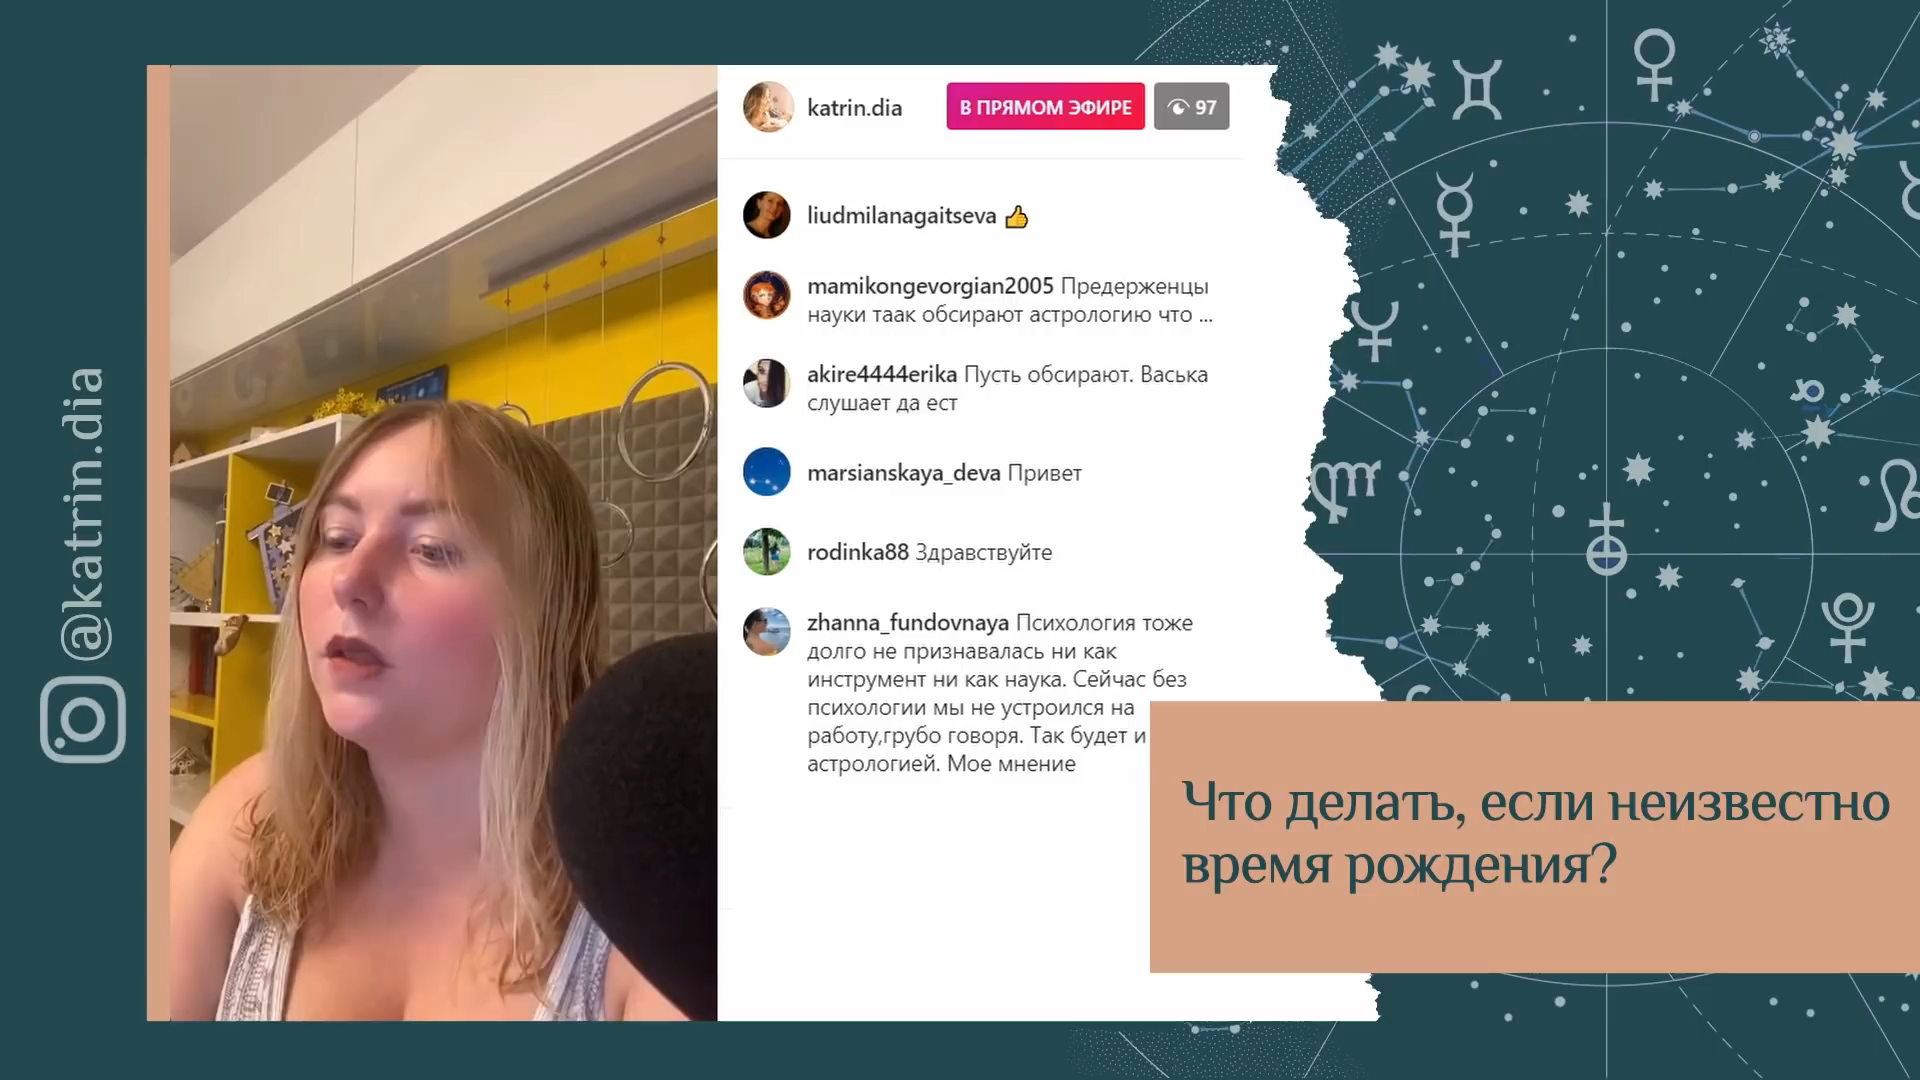 @katrin.dia
katrin.dia
В ПРЯМОМ ЭФИРЕ
97
liudmilanagaitseva 👍
mamikongevorgian2005 Предерженцы
науки таак обсирают астрологию что ...
akire4444erika Пусть обсирают. Васька
слушает да ест
marsianskaya_deva Привет
rodinka88 Здравствуйте
zhanna_fundovnaya Психология тоже
долго не признавалась ни как
инструмент ни как наука. Сейчас без
психологии мы не устроился на
работу,грубо говоря. Так будет и
астрологией. Мое мнение
Что делать, если неизвестно
время рождения?